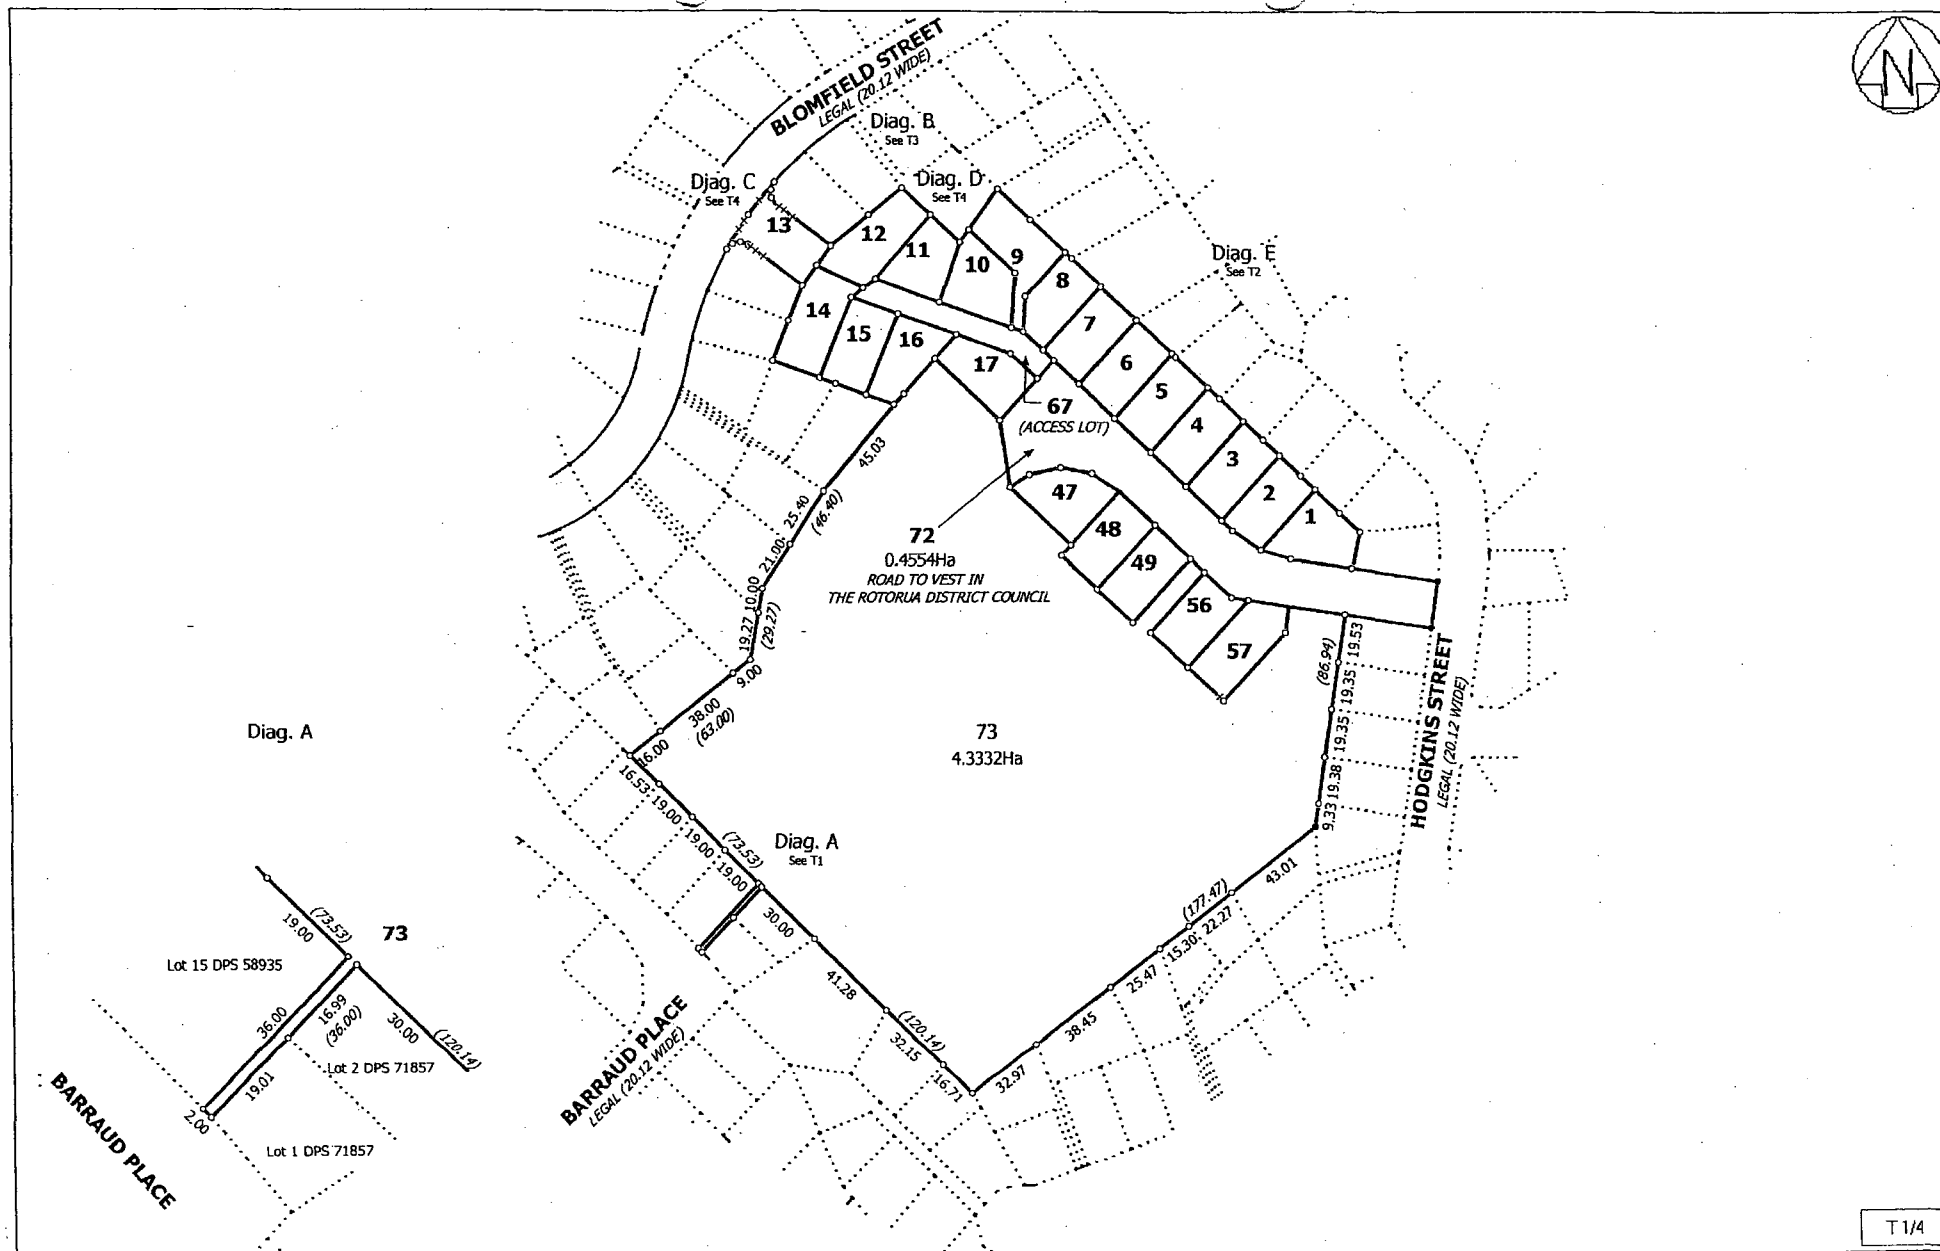 N
BLOMFIELD STREET
LEGAL (20.12 WIDE)
Diag. B
See T3
Diag. C
See T4
Diag. D
See T4
Diag. E
See T2
13
12
11
10
9
8
7
6
5
4
3
2
1
14
15
16
17
67
(ACCESS LOT)
47
48
49
56
57
72
0.4554Ha
ROAD TO VEST IN
THE ROTORUA DISTRICT COUNCIL
45.03
25.40
(46.40)
21.00
10.00
19.27
(29.27)
9.00
38.00
(63.00)
16.00
16.53
19.00
19.00
(73.53)
19.00
73
4.3332Ha
Diag. A
See T1
30.00
41.28
(120.14)
32.15
16.71
32.97
38.45
25.47
15.30
22.27
(177.47)
43.01
9.33
19.38
19.35
19.35
19.53
(86.94)
HODGKINS STREET
LEGAL (20.12 WIDE)
BARRAUD PLACE
LEGAL (20.12 WIDE)
Diag. A
19.00
(73.53)
73
Lot 15 DPS 58935
36.00
16.99
(36.00)
30.00
(120.14)
19.01
2.00
Lot 2 DPS 71857
Lot 1 DPS 71857
BARRAUD PLACE
T 1/4